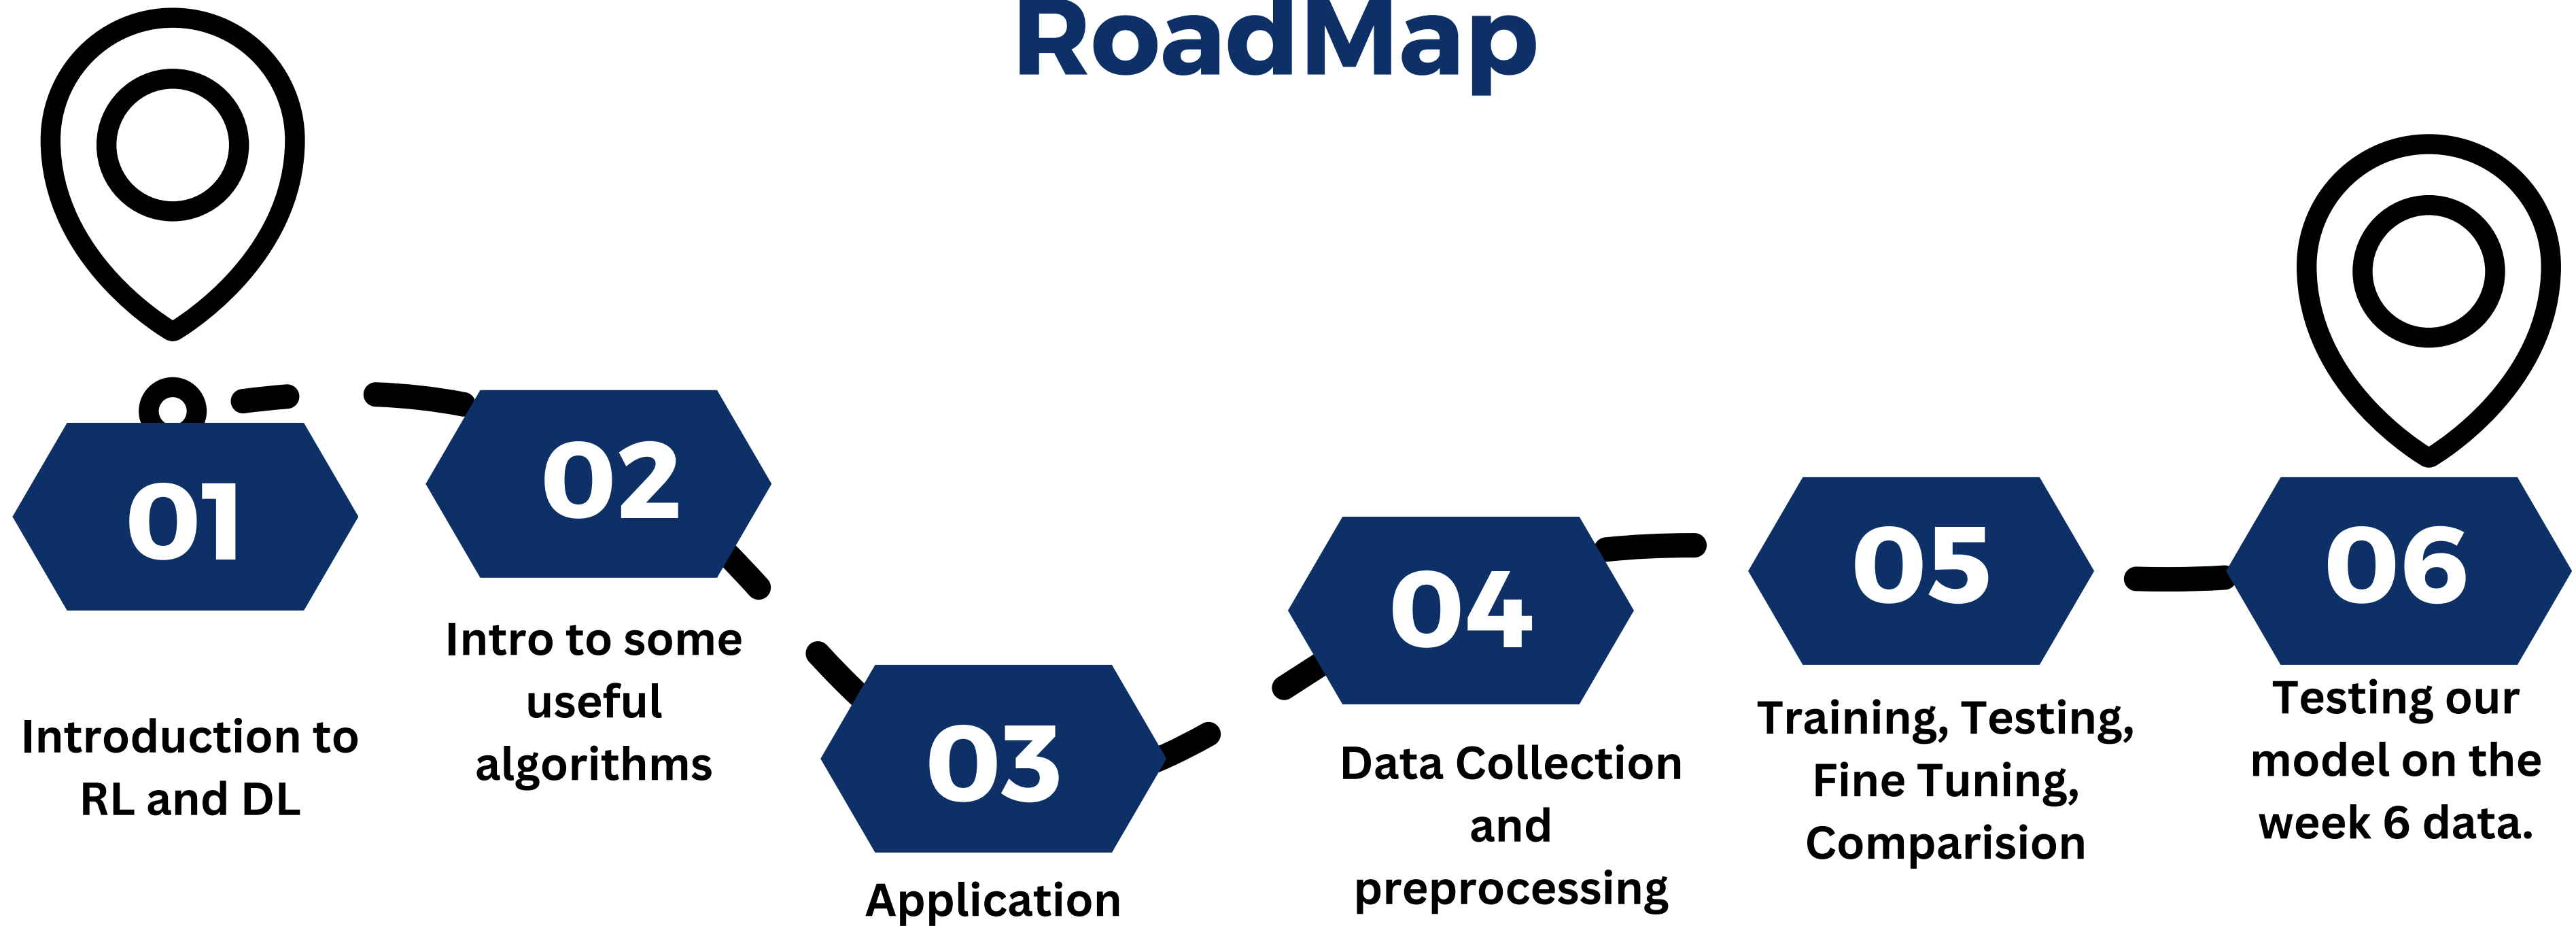 RoadMap
01
Introduction to
RL and DL
02
Intro to some
useful
algorithms
03
Application
04
Data Collection
and
preprocessing
05
Training, Testing,
Fine Tuning,
Comparision
06
Testing our
model on the
week 6 data.